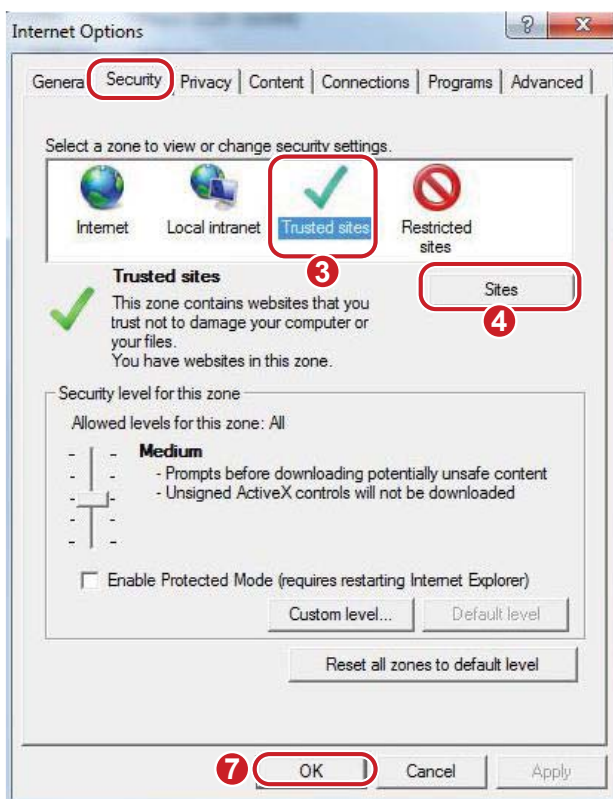 Internet Options
General Security Privacy Content Connections Programs Advanced
Select a zone to view or change security settings.
Internet Local intranet Trusted sites Restricted sites
3
Trusted sites
Sites
4
This zone contains websites that you
trust not to damage your computer or
your files.
You have websites in this zone.
Security level for this zone
Allowed levels for this zone: All
Medium
- Prompts before downloading potentially unsafe content
- Unsigned ActiveX controls will not be downloaded
Enable Protected Mode (requires restarting Internet Explorer)
Custom level... Default level
Reset all zones to default level
7 OK Cancel Apply